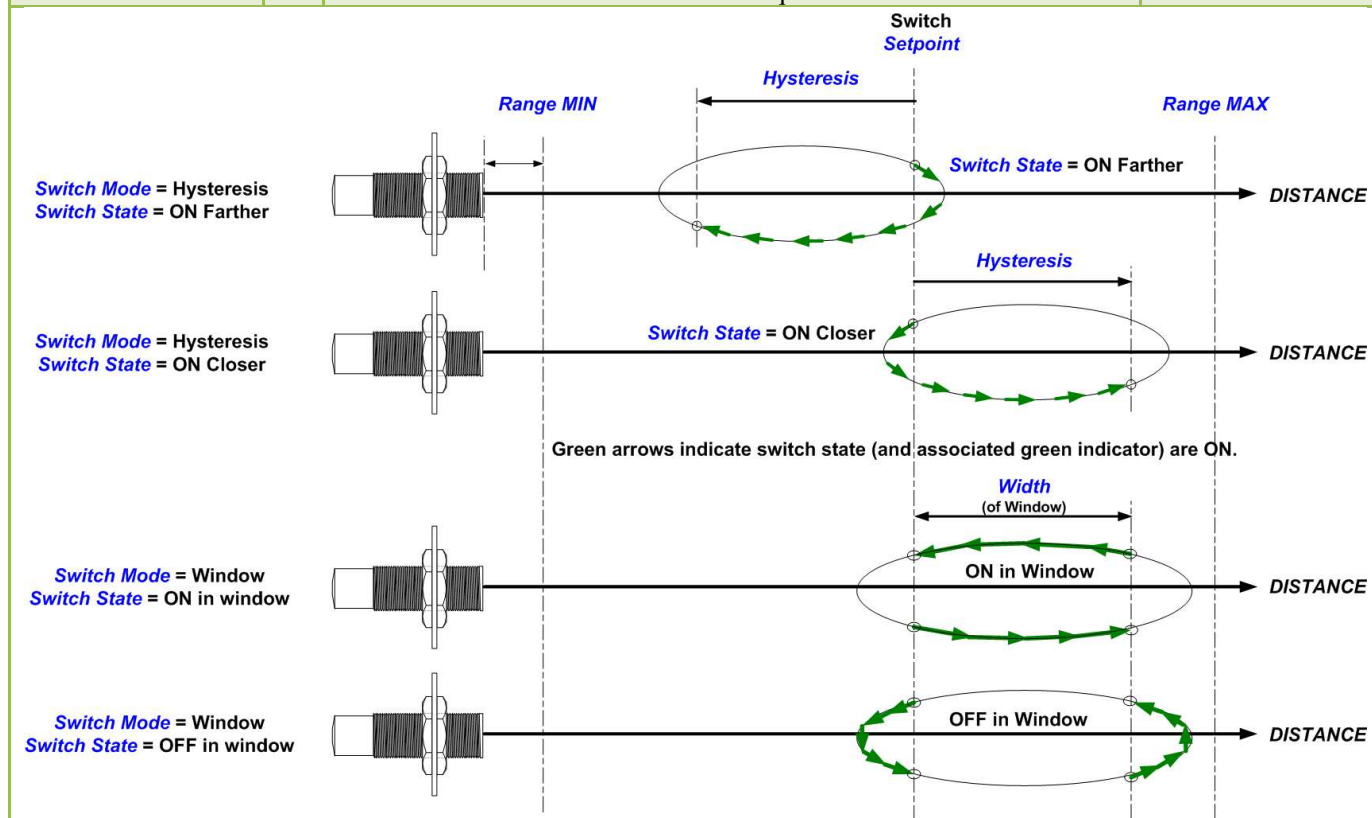 Switch
Setpoint
Hysteresis
Range MIN
Range MAX
Switch Mode = Hysteresis
Switch State = ON Farther
Switch State = ON Farther
DISTANCE
Hysteresis
Switch Mode = Hysteresis
Switch State = ON Closer
Switch State = ON Closer
DISTANCE
Green arrows indicate switch state (and associated green indicator) are ON.
Width
(of Window)
Switch Mode = Window
Switch State = ON in window
ON in Window
DISTANCE
Switch Mode = Window
Switch State = OFF in window
OFF in Window
DISTANCE